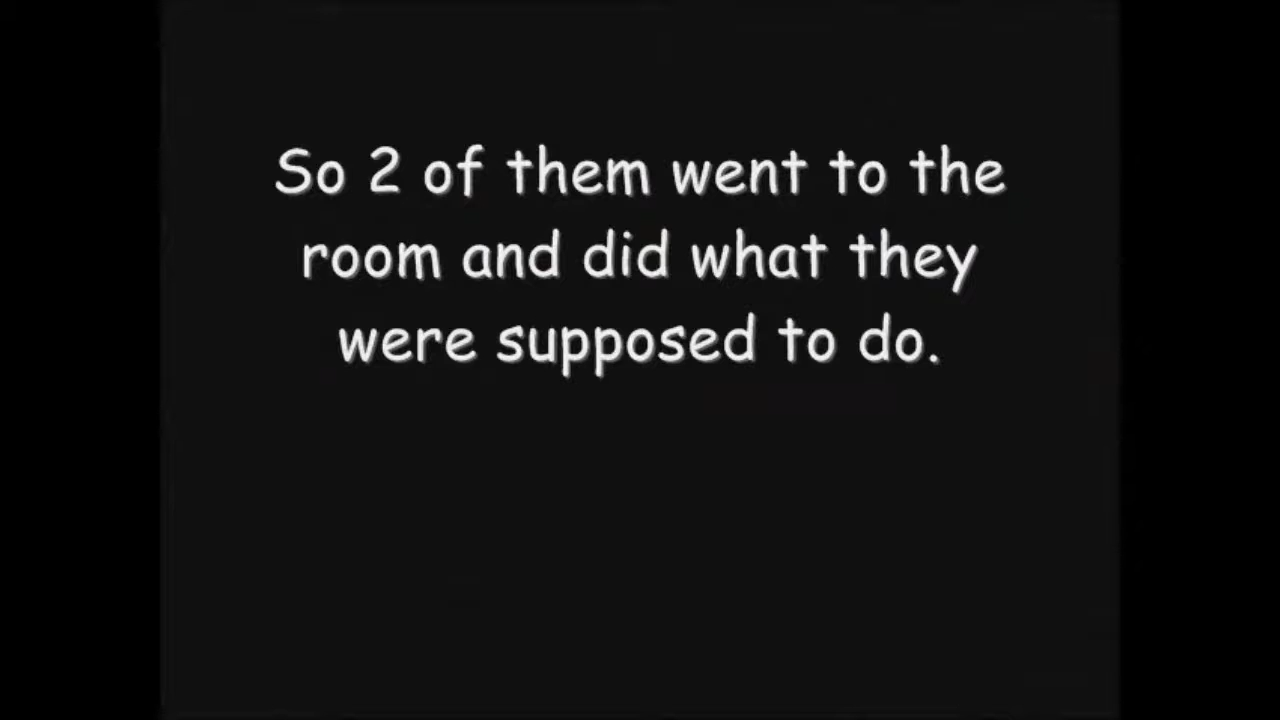 So 2 of them went to the
room and did what they
were supposed to do.